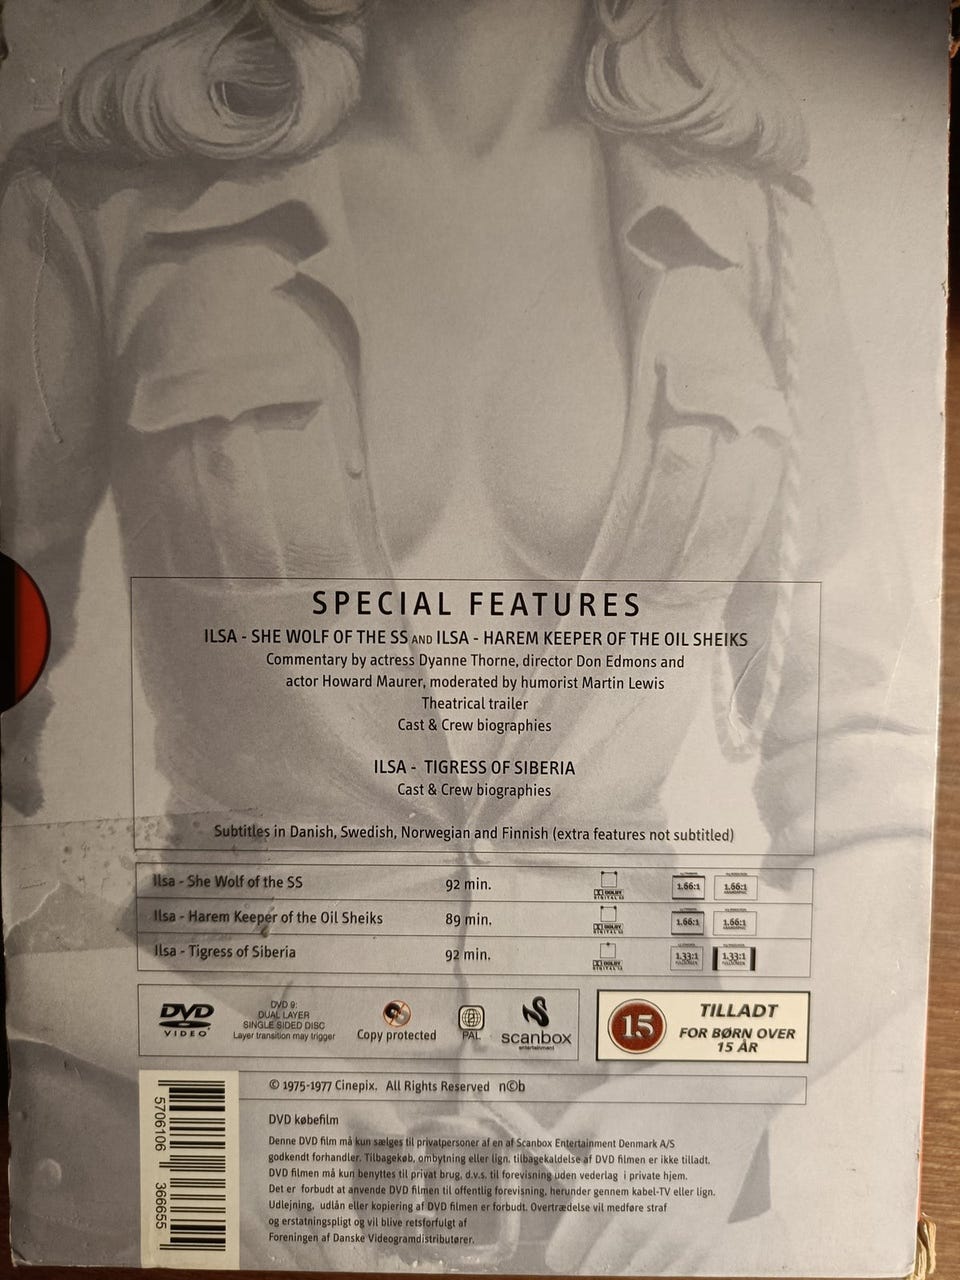 SPECIAL FEATURES
ILSA - SHE WOLF OF THE SS AND ILSA - HAREM KEEPER OF THE OIL SHEIKS
Commentary by actress Dyanne Thorne, director Don Edmons and
actor Howard Maurer, moderated by humorist Martin Lewis
Theatrical trailer
Cast & Crew biographies
ILSA - TIGRESS OF SIBERIA
Cast & Crew biographies
Subtitles in Danish, Swedish, Norwegian and Finnish (extra features not subtitled)
Ilsa - She Wolf of the SS 92 min. DOLBY DIGITAL 1.66:1 1.66:1
Ilsa - Harem Keeper of the Oil Sheiks 89 min. DOLBY DIGITAL 1.66:1 1.66:1
Ilsa - Tigress of Siberia 92 min. DOLBY DIGITAL 1.33:1 1.33:1
DVD VIDEO
DVD 9:
DUAL LAYER
SINGLE SIDED DISC
Layer transition may trigger
Copy protected
2
PAL
scanbox
entertainment
15
TILLADT
FOR BØRN OVER
15 ÅR
© 1975-1977 Cinepix. All Rights Reserved n©b
5706106 366655
DVD købefilm
Denne DVD film må kun sælges til privatpersoner af en af Scanbox Entertainment Denmark A/S
godkendt forhandler. Tilbagekøb, ombytning eller lign. tilbagekaldelse af DVD filmen er ikke tilladt.
DVD filmen må kun benyttes til privat brug, d.v.s. til forevisning uden vederlag i private hjem.
Det er forbudt at anvende DVD filmen til offentlig forevisning, herunder gennem kabel-TV eller lign.
Udlejning, udlån eller kopiering af DVD filmen er forbudt. Overtrædelse vil medføre straf
og erstatningspligt og vil blive retsforfulgt af
Foreningen af Danske Videogramdistributører.